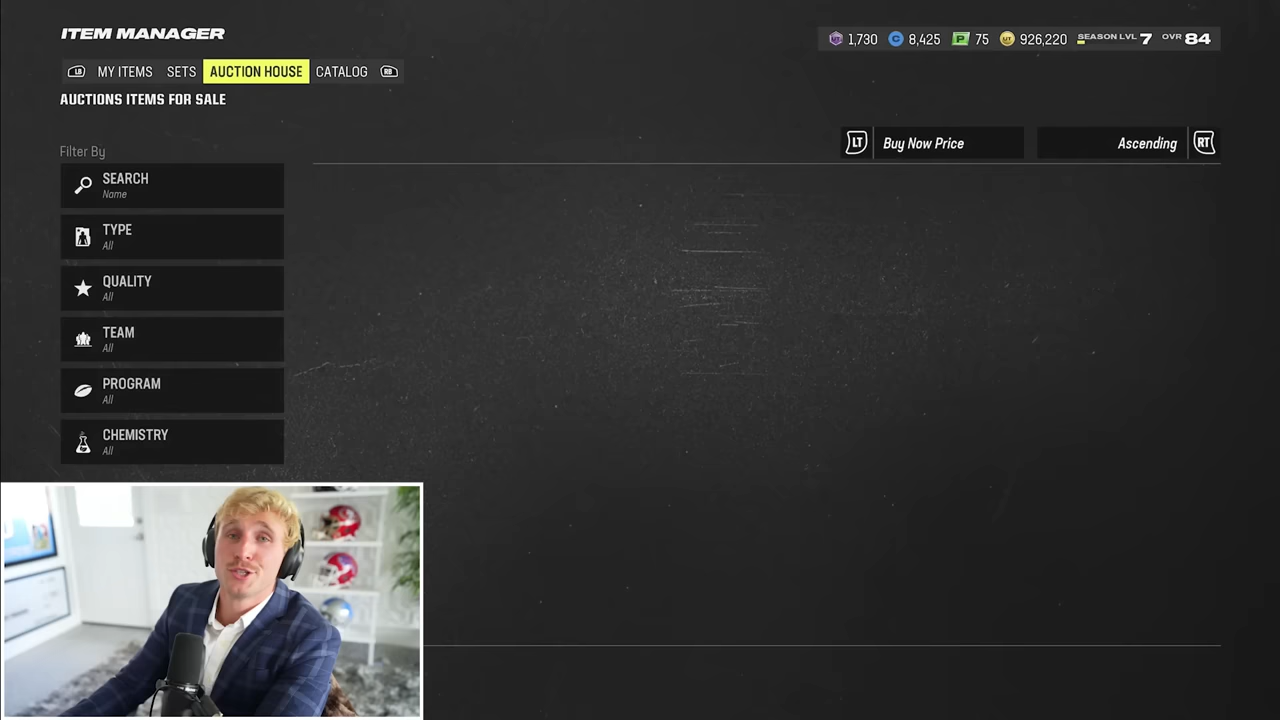 ITEM MANAGER
UT 1,730 C 8,425 P 75 UT 926,220 SEASON LVL 7 OVR 84
LB MY ITEMS SETS AUCTION HOUSE CATALOG RB
AUCTIONS ITEMS FOR SALE
LT Buy Now Price Ascending RT
Filter By
SEARCH
Name
TYPE
All
QUALITY
All
TEAM
All
PROGRAM
All
CHEMISTRY
All